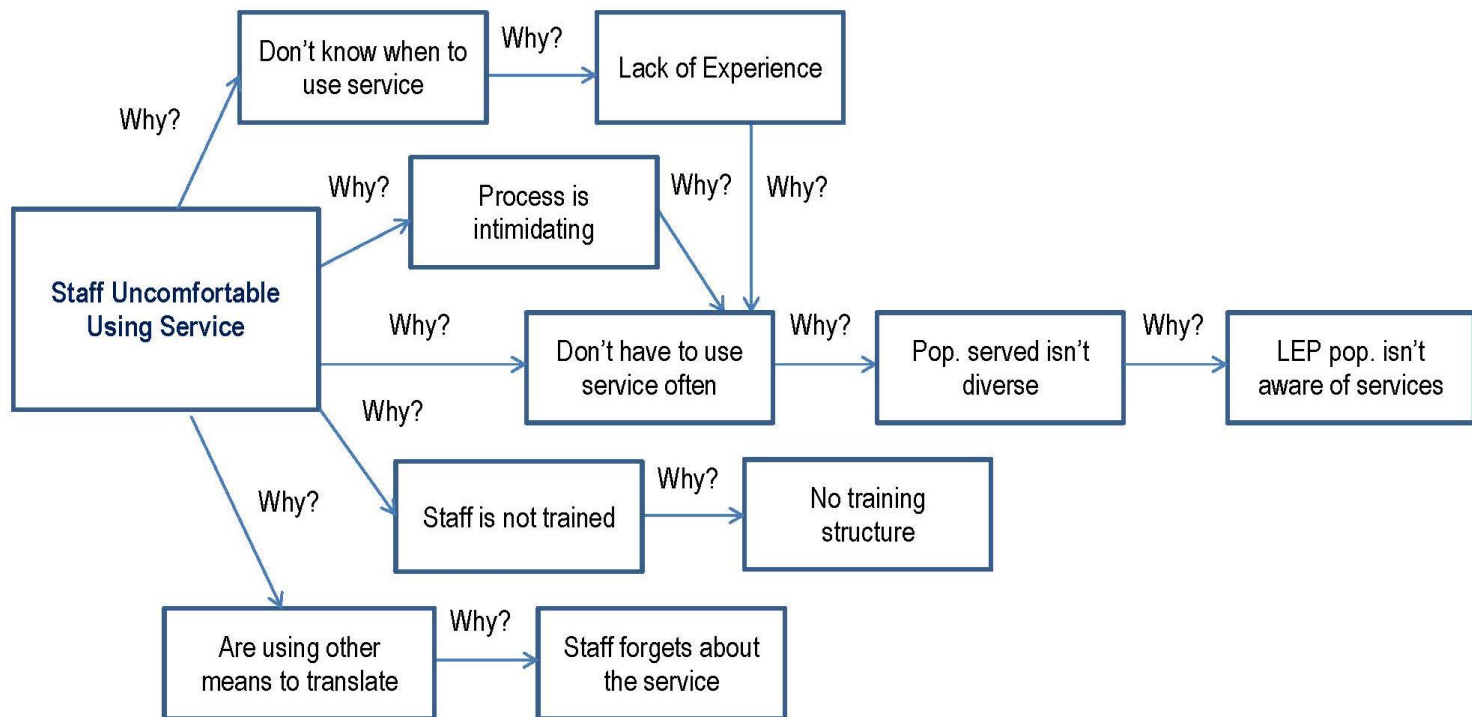 Don't know when to
use service
Why?
Lack of Experience
Why?
Why?
Process is
intimidating
Why?
Why?
Staff Uncomfortable
Using Service
Why?
Don't have to use
service often
Why?
Pop. served isn't
diverse
Why?
LEP pop. isn't
aware of services
Why?
Staff is not trained
Why?
No training
structure
Why?
Are using other
means to translate
Why?
Staff forgets about
the service